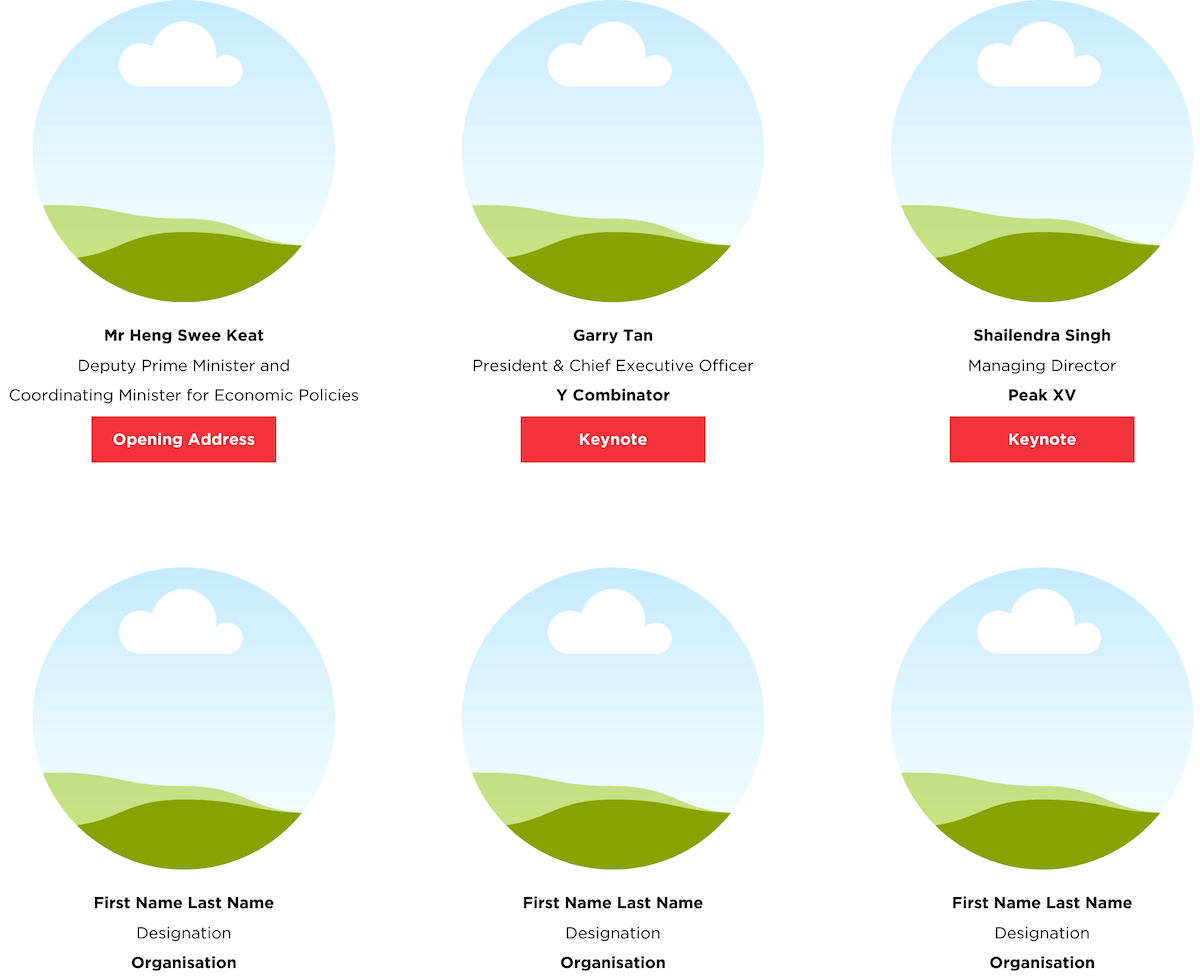 Mr Heng Swee Keat
Deputy Prime Minister and
Coordinating Minister for Economic Policies
Opening Address
Garry Tan
President & Chief Executive Officer
Y Combinator
Keynote
Shailendra Singh
Managing Director
Peak XV
Keynote
First Name Last Name
Designation
Organisation
First Name Last Name
Designation
Organisation
First Name Last Name
Designation
Organisation